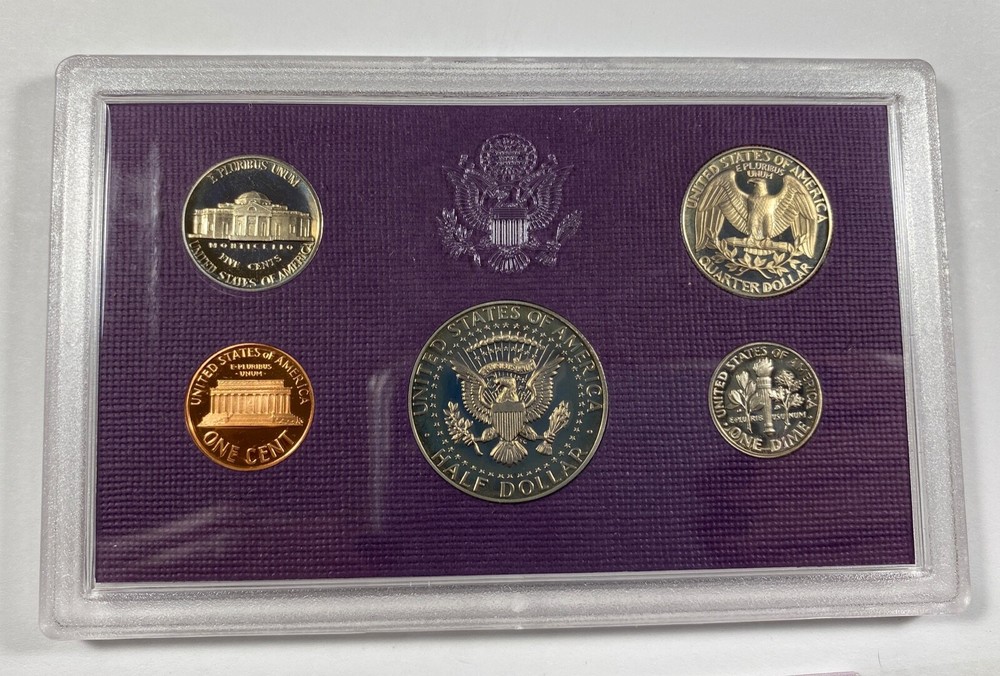 E PLURIBUS UNUM
MONTICELLO
FIVE CENTS
UNITED STATES OF AMERICA
UNITED STATES OF AMERICA
E PLURIBUS
UNUM
QUARTER DOLLAR
UNITED STATES OF AMERICA
E·PLURIBUS
·UNUM·
ONE CENT
UNITED STATES OF AMERICA
HALF DOLLAR
UNITED STATES OF AMERICA
E·PLURIBUS UNUM
ONE DIME